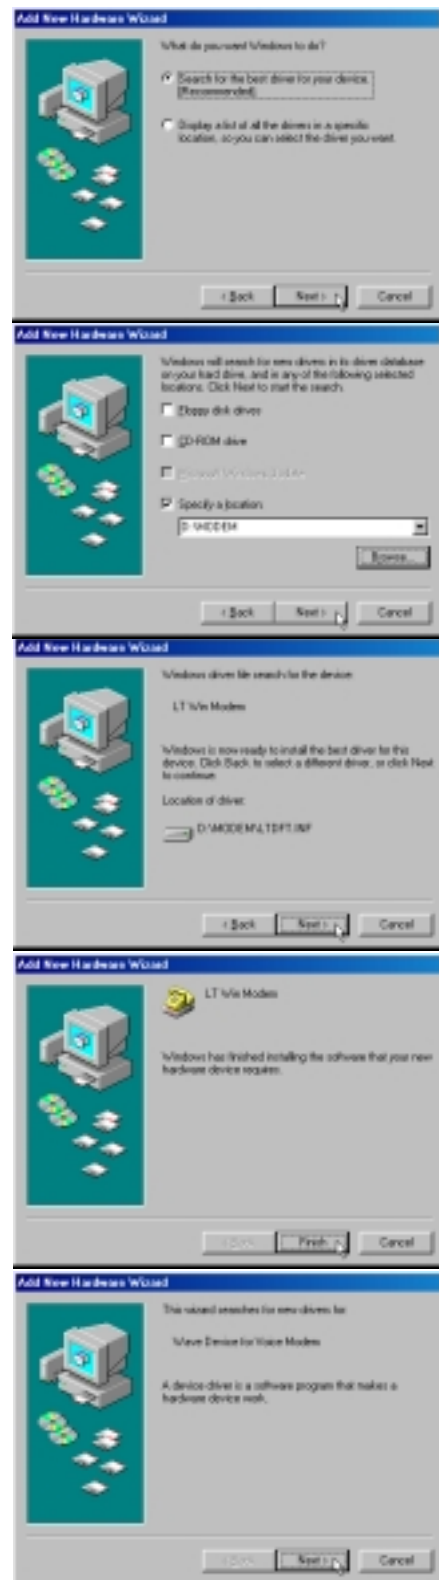 Add New Hardware Wizard
What do you want Windows to do?
Search for the best driver for your device.
(Recommended).
Display a list of all the drivers in a specific
location, so you can select the driver you want.
< Back
Next >
Cancel
Add New Hardware Wizard
Windows will search for new drivers in its driver database
on your hard drive, and in any of the following selected
locations. Click Next to start the search.
Floppy disk drives
CD-ROM drive
Microsoft Windows Update
Specify a location:
D:\MODEM
Browse...
< Back
Next >
Cancel
Add New Hardware Wizard
Windows driver file search for the device:
LT Win Modem
Windows is now ready to install the best driver for this
device. Click Back to select a different driver, or click Next
to continue.
Location of driver:
D:\MODEM\LTDFT.INF
< Back
Next >
Cancel
Add New Hardware Wizard
LT Win Modem
Windows has finished installing the software that your new
hardware device requires.
< Back
Finish
Cancel
Add New Hardware Wizard
This wizard searches for new drivers for:
Wave Device for Voice Modem
A device driver is a software program that makes a
hardware device work.
< Back
Next >
Cancel